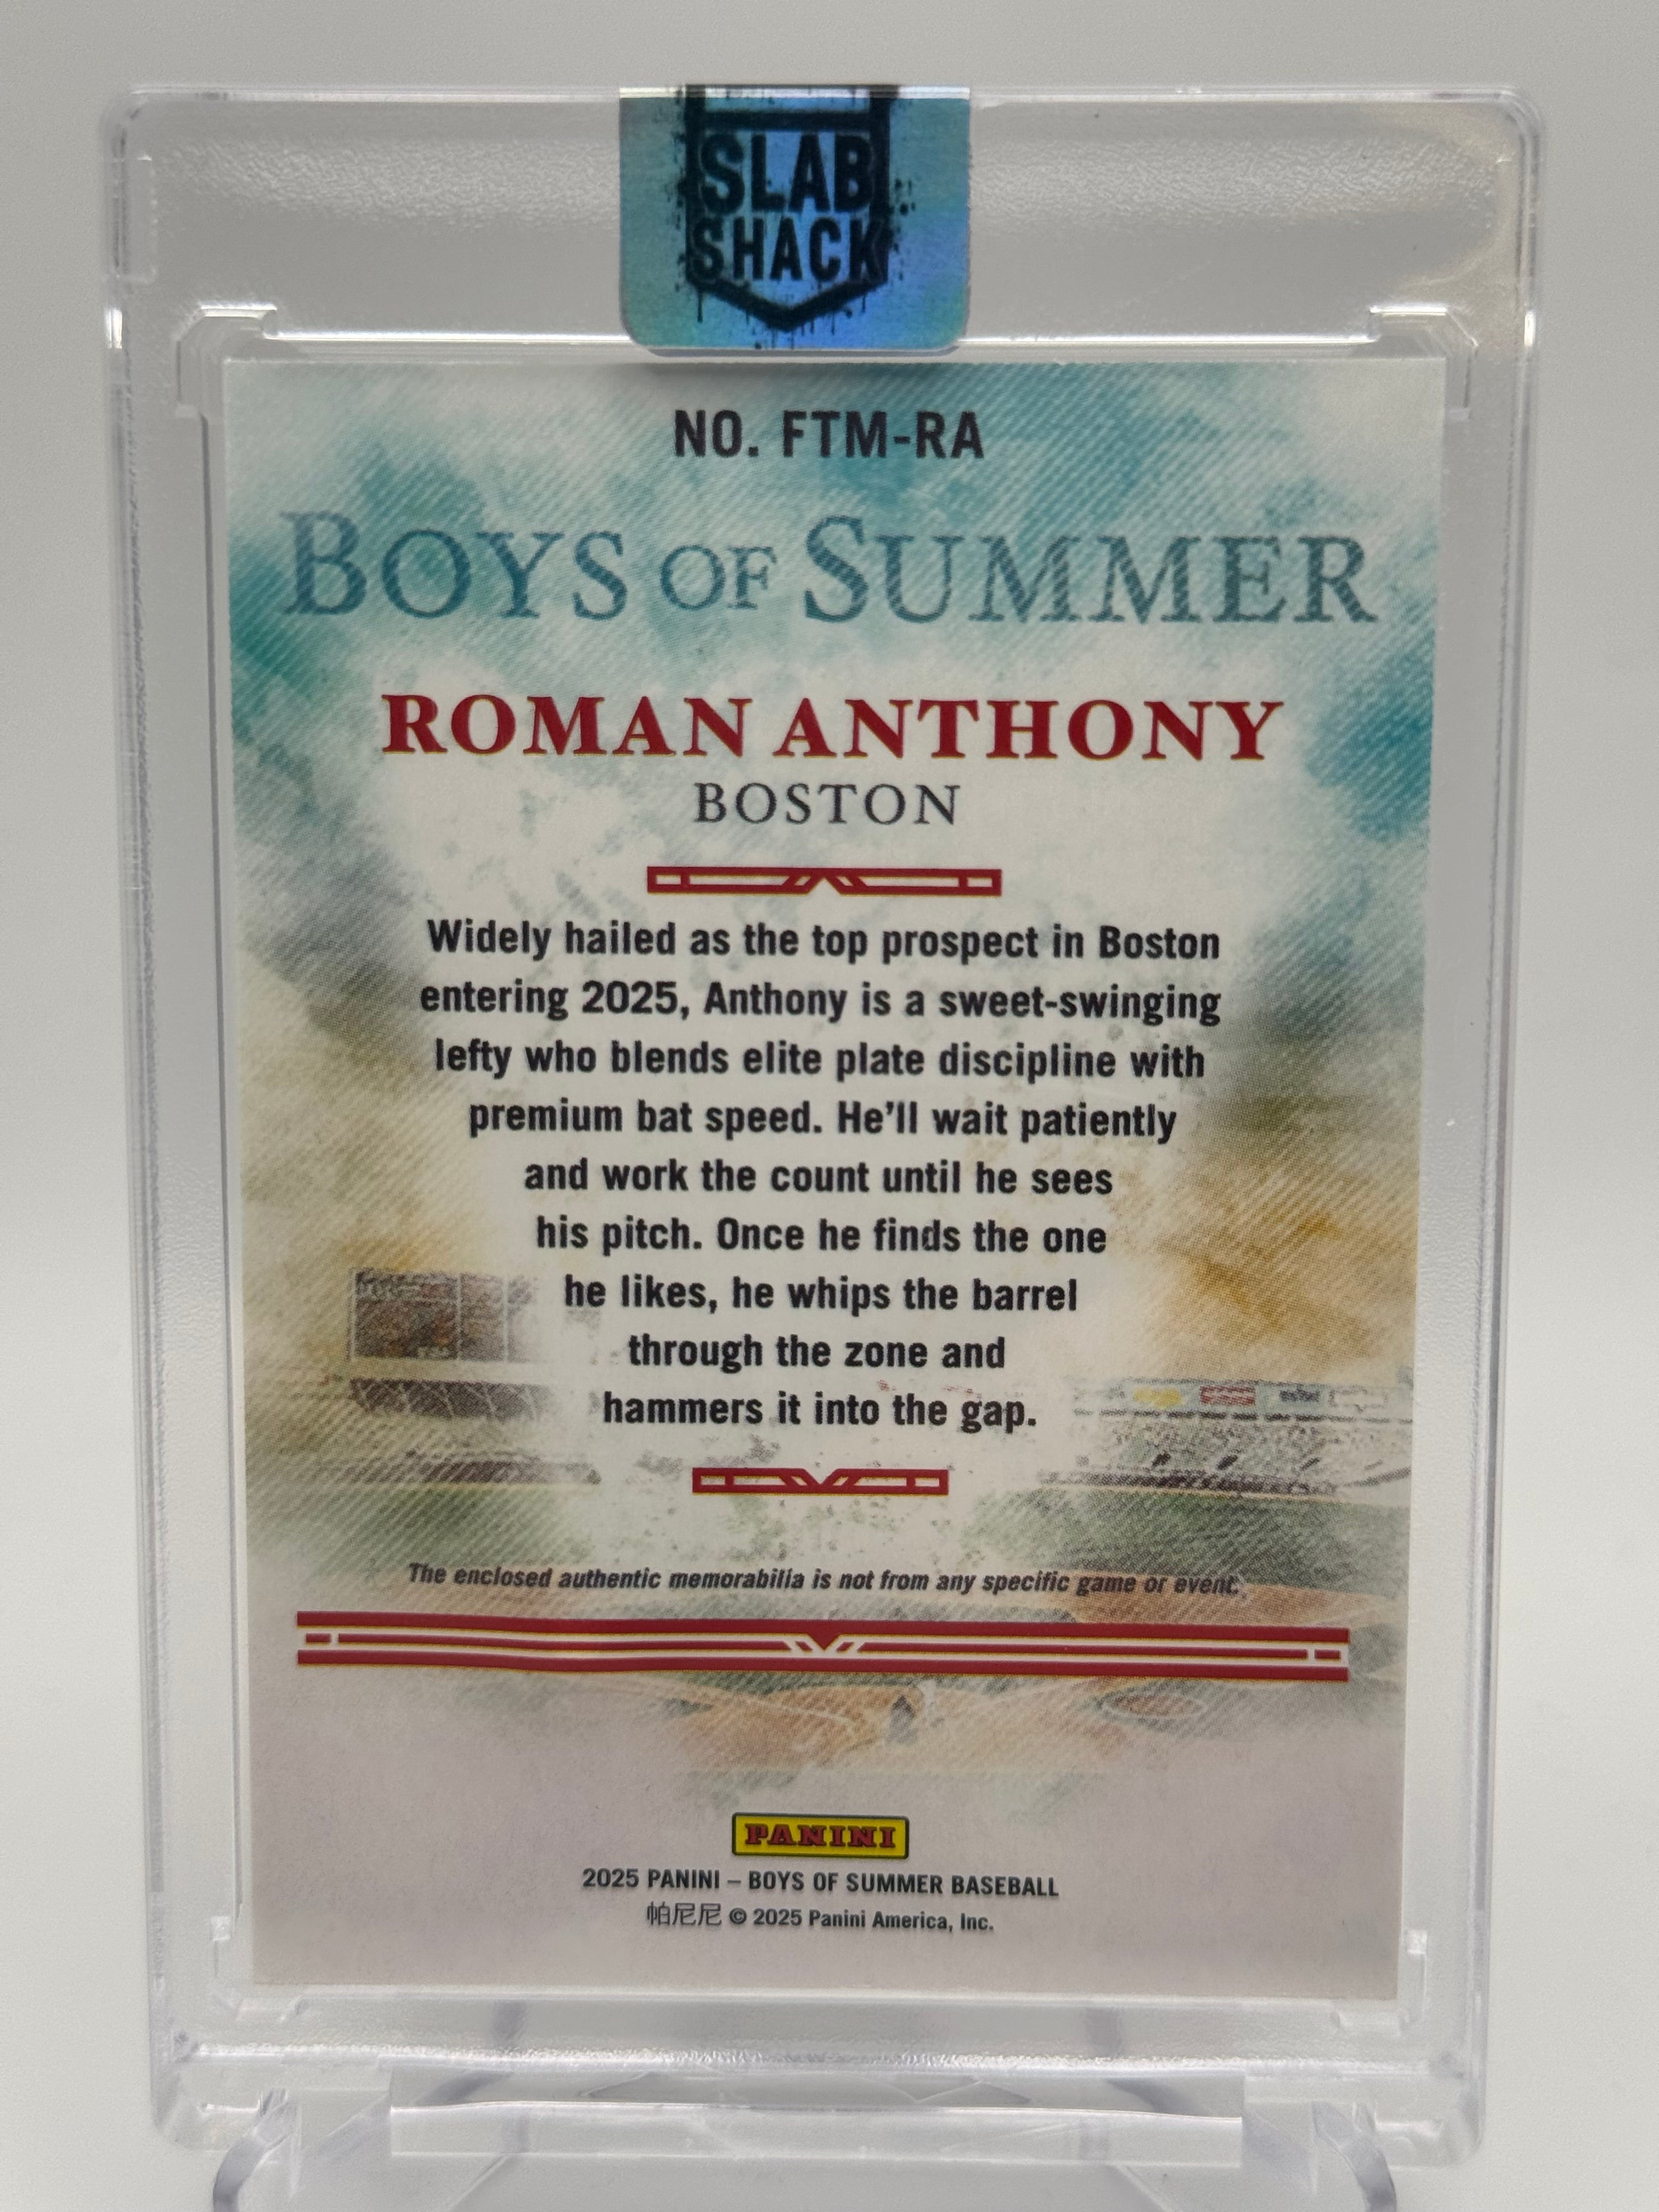 SLAB
SHACK
NO. FTM-RA
BOYS OF SUMMER
ROMAN ANTHONY
BOSTON
Widely hailed as the top prospect in Boston
entering 2025, Anthony is a sweet-swinging
lefty who blends elite plate discipline with
premium bat speed. He’ll wait patiently
and work the count until he sees
his pitch. Once he finds the one
he likes, he whips the barrel
through the zone and
hammers it into the gap.
The enclosed authentic memorabilia is not from any specific game or event.
PANINI
2025 PANINI – BOYS OF SUMMER BASEBALL
帕尼尼 © 2025 Panini America, Inc.